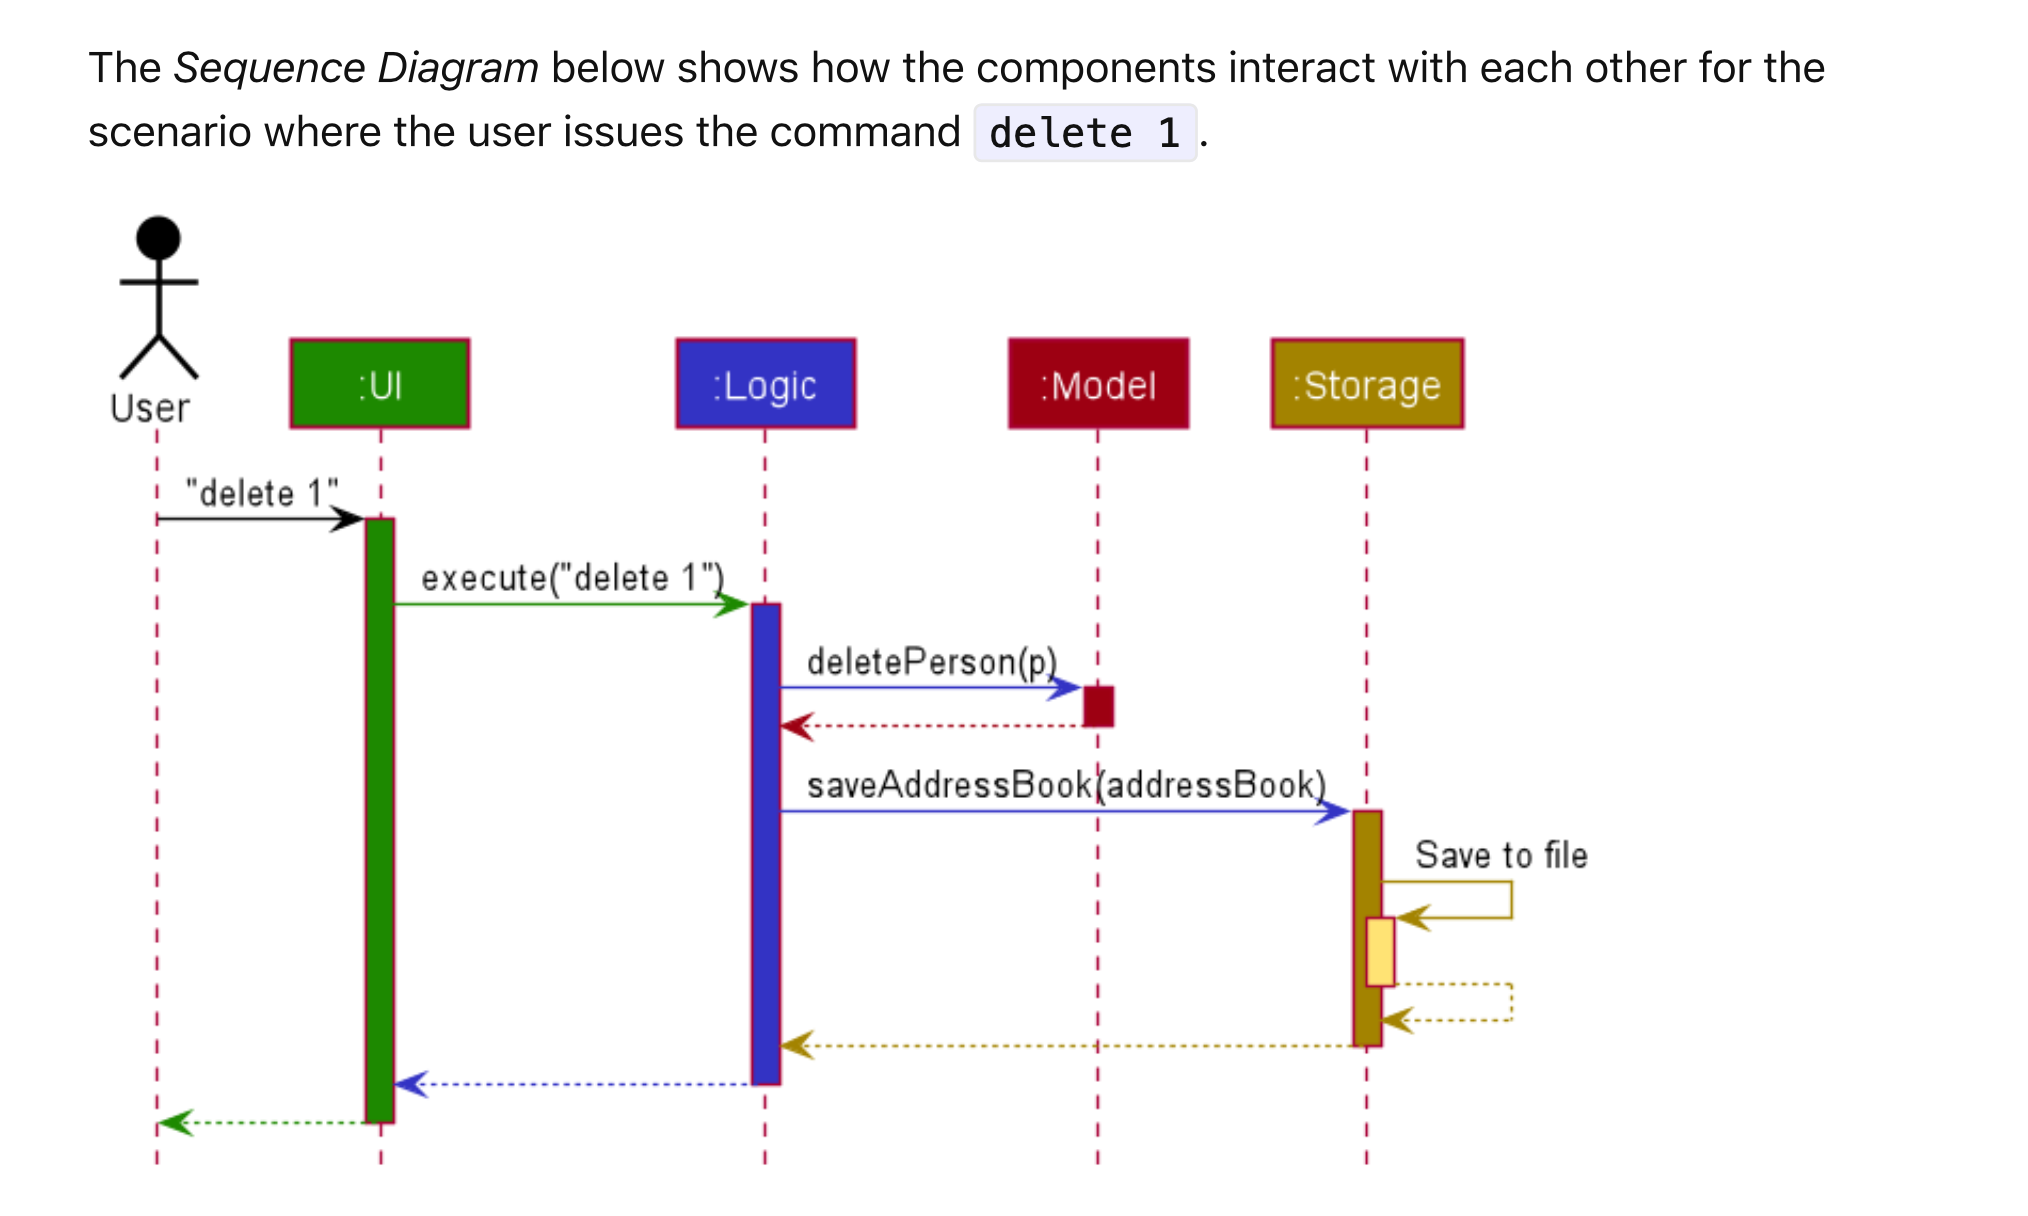 The Sequence Diagram below shows how the components interact with each other for the
scenario where the user issues the command delete 1 .
User
:UI
:Logic
:Model
:Storage
"delete 1"
execute("delete 1")
deletePerson(p)
saveAddressBook(addressBook)
Save to file